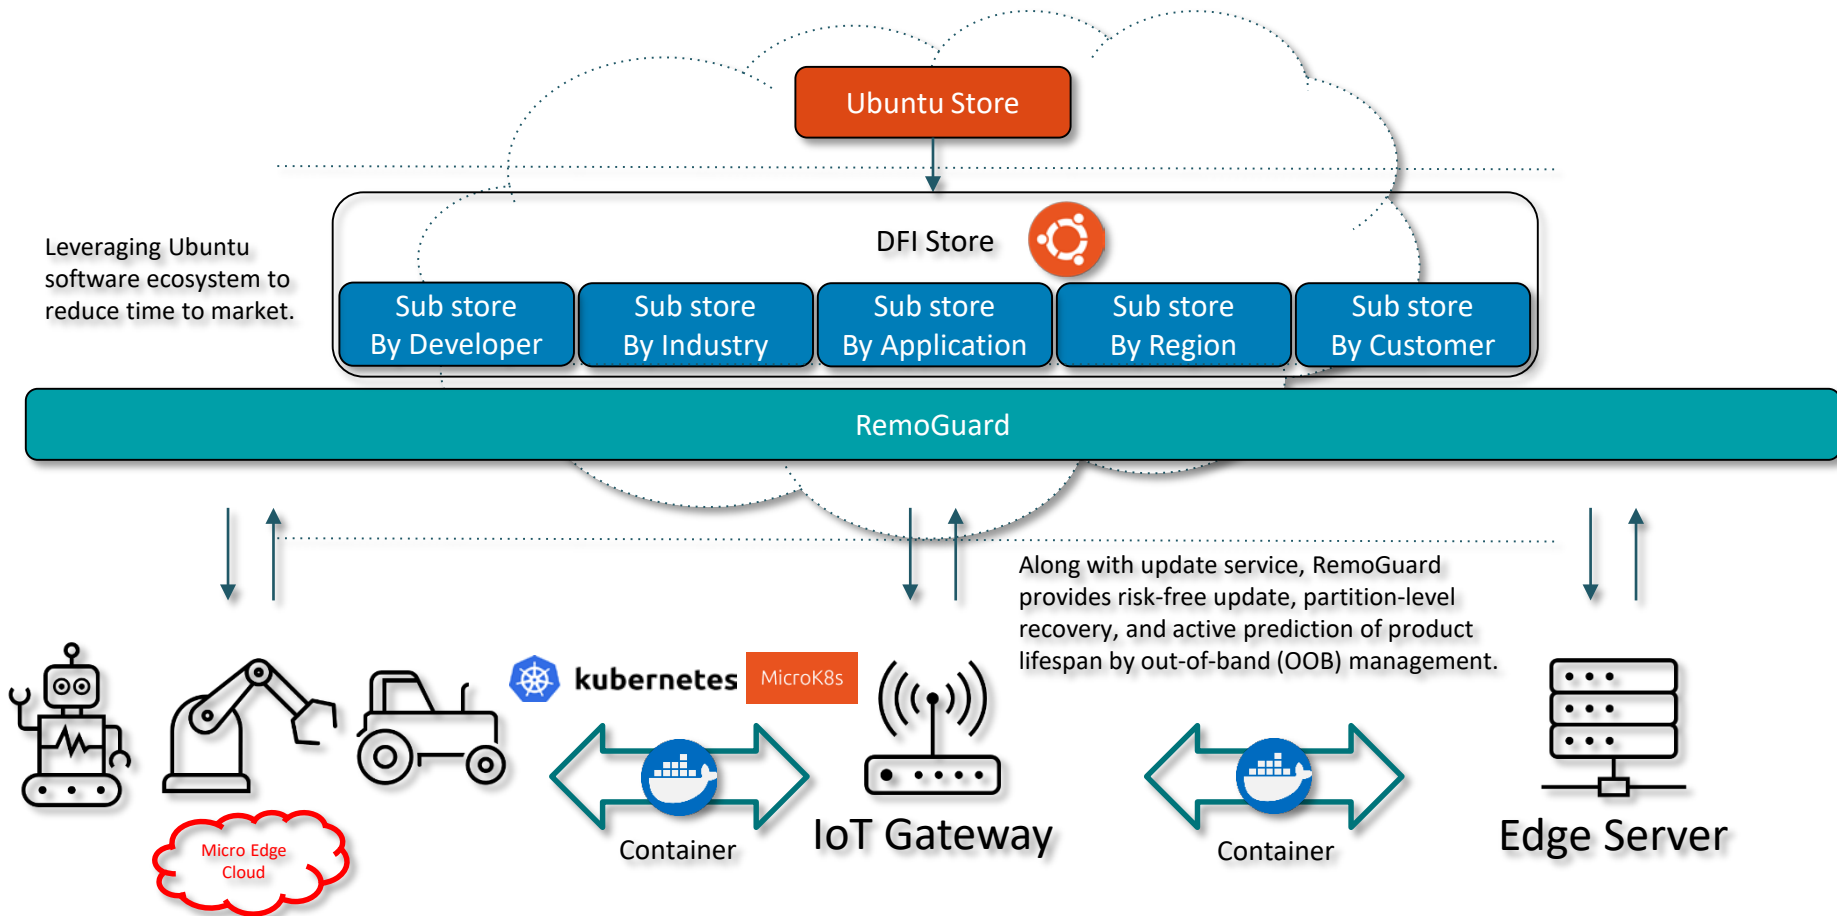 Ubuntu Store
DFI Store
Leveraging Ubuntu
software ecosystem to
reduce time to market.
Sub store
By Developer
Sub store
By Industry
Sub store
By Application
Sub store
By Region
Sub store
By Customer
RemoGuard
Along with update service, RemoGuard
provides risk-free update, partition-level
recovery, and active prediction of product
lifespan by out-of-band (OOB) management.
kubernetes
MicroK8s
Container
IoT Gateway
Container
Edge Server
Micro Edge
Cloud